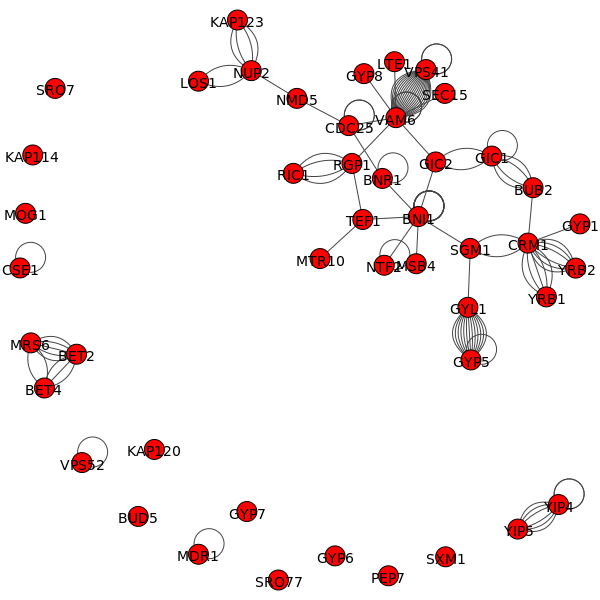 KAP123
LTE1
VPS41
NUP2
GYP8
LOS1
SRO7
NMD5
SEC15
VAM6
CDC25
KAP114
GIC1
GIC2
RGP1
RIC1
BNR1
BUB2
MOG1
TEF1
BNI1
GYP1
CRM1
SGM1
MTR10
MSB4
CSE1
YRB2
YRB1
GYL1
MRS6
BET2
GYP5
BET4
KAP120
VPS52
YIP4
GYP7
BUD5
YIP5
MDR1
GYP6
SXM1
PEP7
SRO77